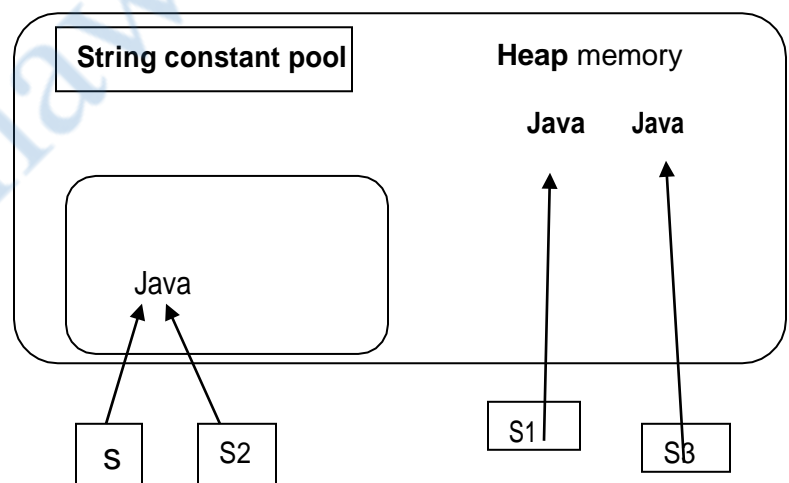 String constant pool
Heap memory
Java Java
Java
S1
S3
s S2